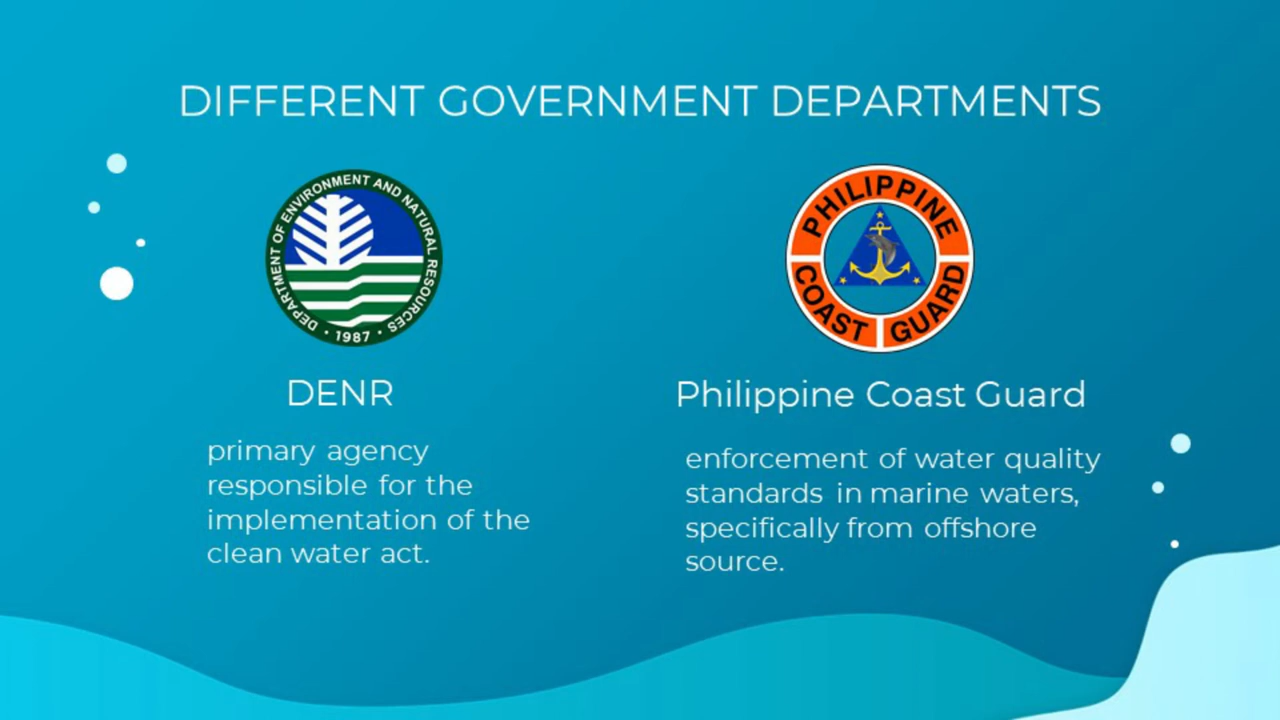 DIFFERENT GOVERNMENT DEPARTMENTS
DEPARTMENT OF ENVIRONMENT AND NATURAL RESOURCES
• 1987 •
PHILIPPINE
COAST GUARD
DENR
primary agency
responsible for the
implementation of the
clean water act.
Philippine Coast Guard
enforcement of water quality
standards in marine waters,
specifically from offshore
source.